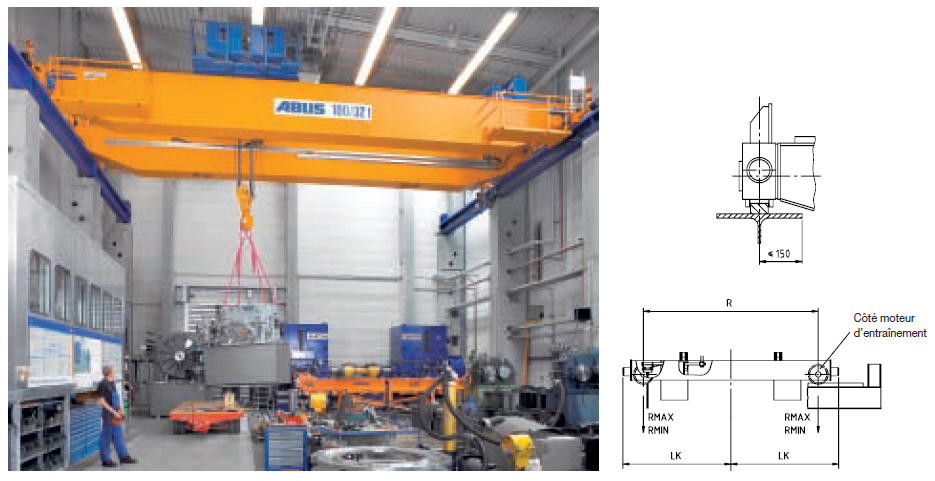 ABUS 100/32 t
≤ 150
R
Côté moteur
d'entraînement
RMAX
RMIN
RMAX
RMIN
LK
LK